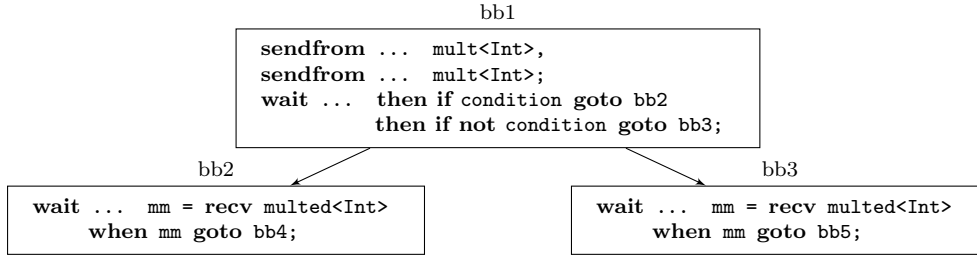 bb1
sendfrom ... mult<Int>,
sendfrom ... mult<Int>;
wait ... then if condition goto bb2
then if not condition goto bb3;
bb2
wait ... mm = recv multed<Int>
when mm goto bb4;
bb3
wait ... mm = recv multed<Int>
when mm goto bb5;